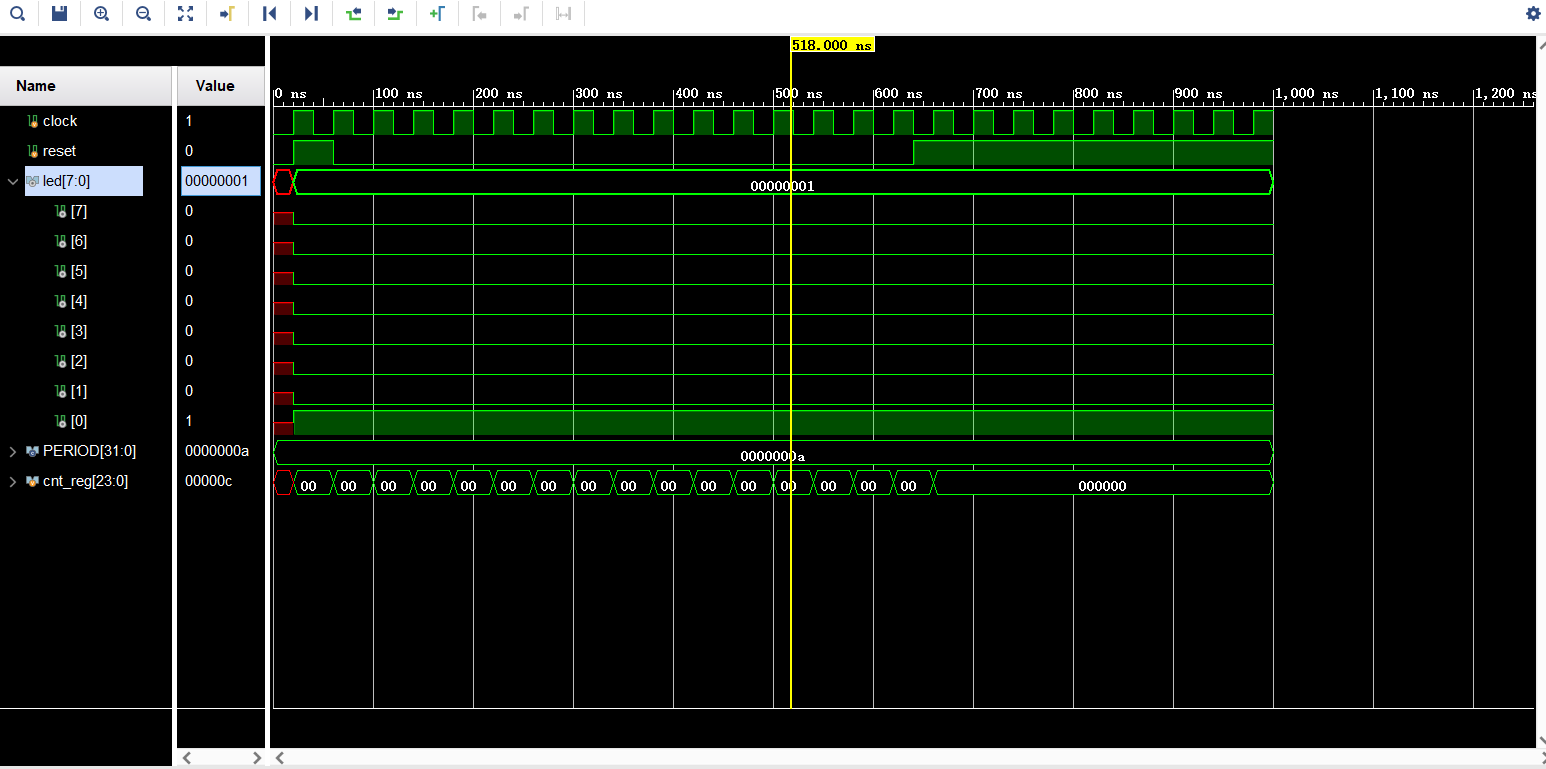 518.000 ns
Name Value
0 ns 100 ns 200 ns 300 ns 400 ns 500 ns 600 ns 700 ns 800 ns 900 ns 1,000 ns 1,100 ns 1,200 ns
clock 1
reset 0
led[7:0] 00000001 00000001
[7] 0
[6] 0
[5] 0
[4] 0
[3] 0
[2] 0
[1] 0
[0] 1
PERIOD[31:0] 0000000a 0000000a
cnt_reg[23:0] 00000c 00 00 00 00 00 00 00 00 00 00 00 00 00 00 00 00 000000